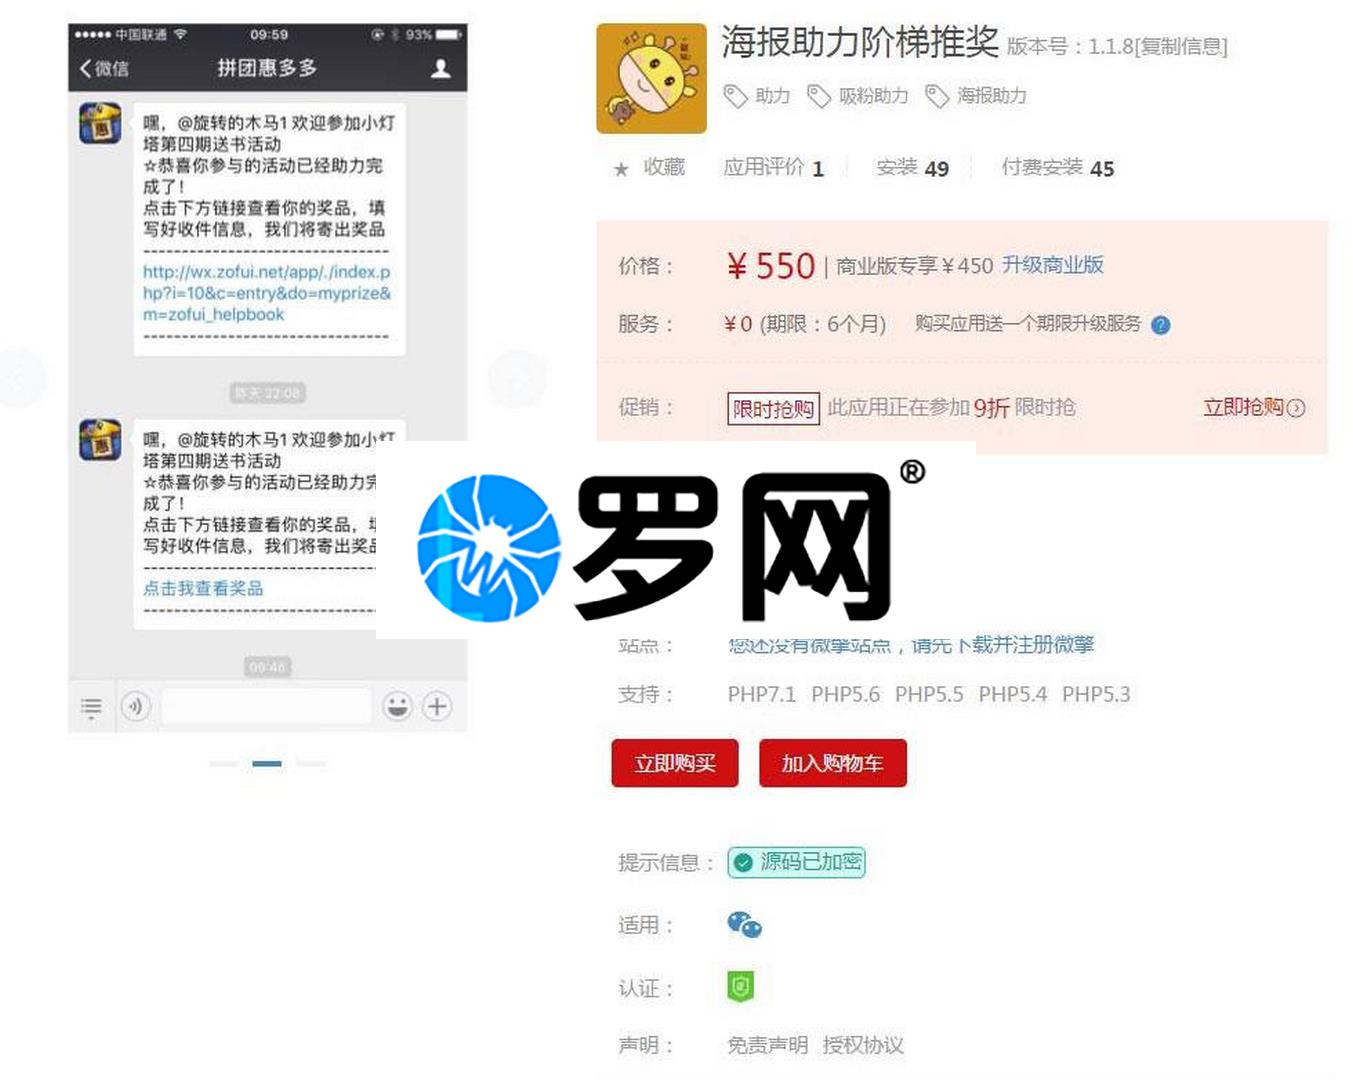 中国联通 09:59 93%
微信 拼团惠多多
嘿，@旋转的木马1 欢迎参加小灯
塔第四期送书活动
☆恭喜你参与的活动已经助力完
成了！
点击下方链接查看你的奖品，填
写好收件信息，我们将寄出奖品
--------------------------------
http://wx.zofui.net/app/./index.p
hp?i=10&c=entry&do=myprize&
m=zofui_helpbook
--------------------------------
昨天 22:08
嘿，@旋转的木马1 欢迎参加小
塔第四期送书活动
☆恭喜你参与的活动已经助力完
成了！
点击下方链接查看你的奖品，
写好收件信息，我们将寄出奖品
--------------------------------
点击我查看奖品
--------------------------------
09:46
海报助力阶梯推奖 版本号：1.1.8[复制信息]
助力 吸粉助力 海报助力
★ 收藏 应用评价 1 安装 49 付费安装 45
价格： ￥550 | 商业版专享￥450 升级商业版
服务： ￥0 (期限：6个月) 购买应用送一个期限升级服务 ?
促销： 限时抢购 此应用正在参加 9折 限时抢 立即抢购
罗网®
站点： 您还没有微擎站点，请先下载并注册微擎
支持： PHP7.1 PHP5.6 PHP5.5 PHP5.4 PHP5.3
立即购买 加入购物车
提示信息： 源码已加密
适用：
认证：
声明： 免责声明 授权协议